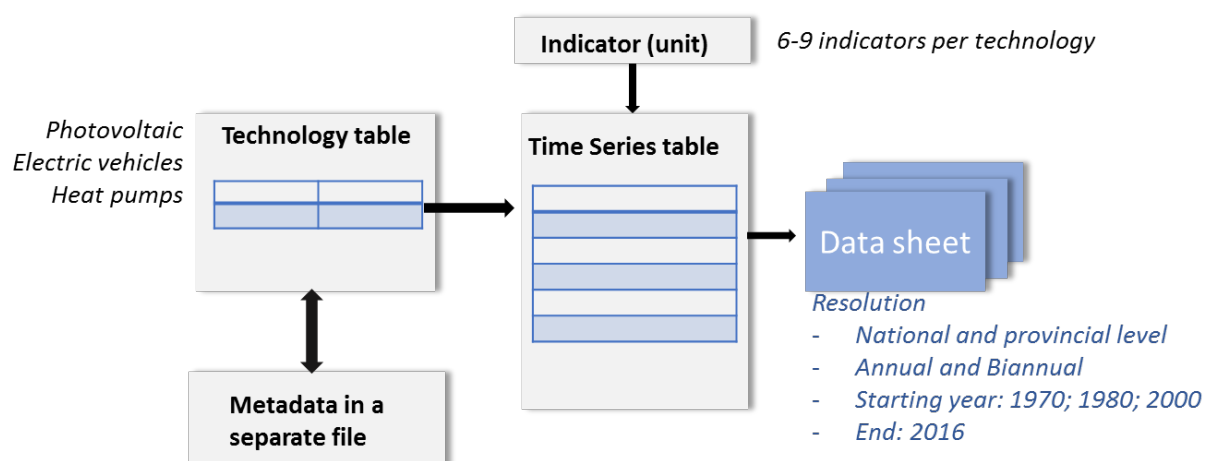 Indicator (unit)
6-9 indicators per technology
Photovoltaic
Electric vehicles
Heat pumps
Technology table
Time Series table
Data sheet
Resolution
- National and provincial level
- Annual and Biannual
- Starting year: 1970; 1980; 2000
- End: 2016
Metadata in a
separate file